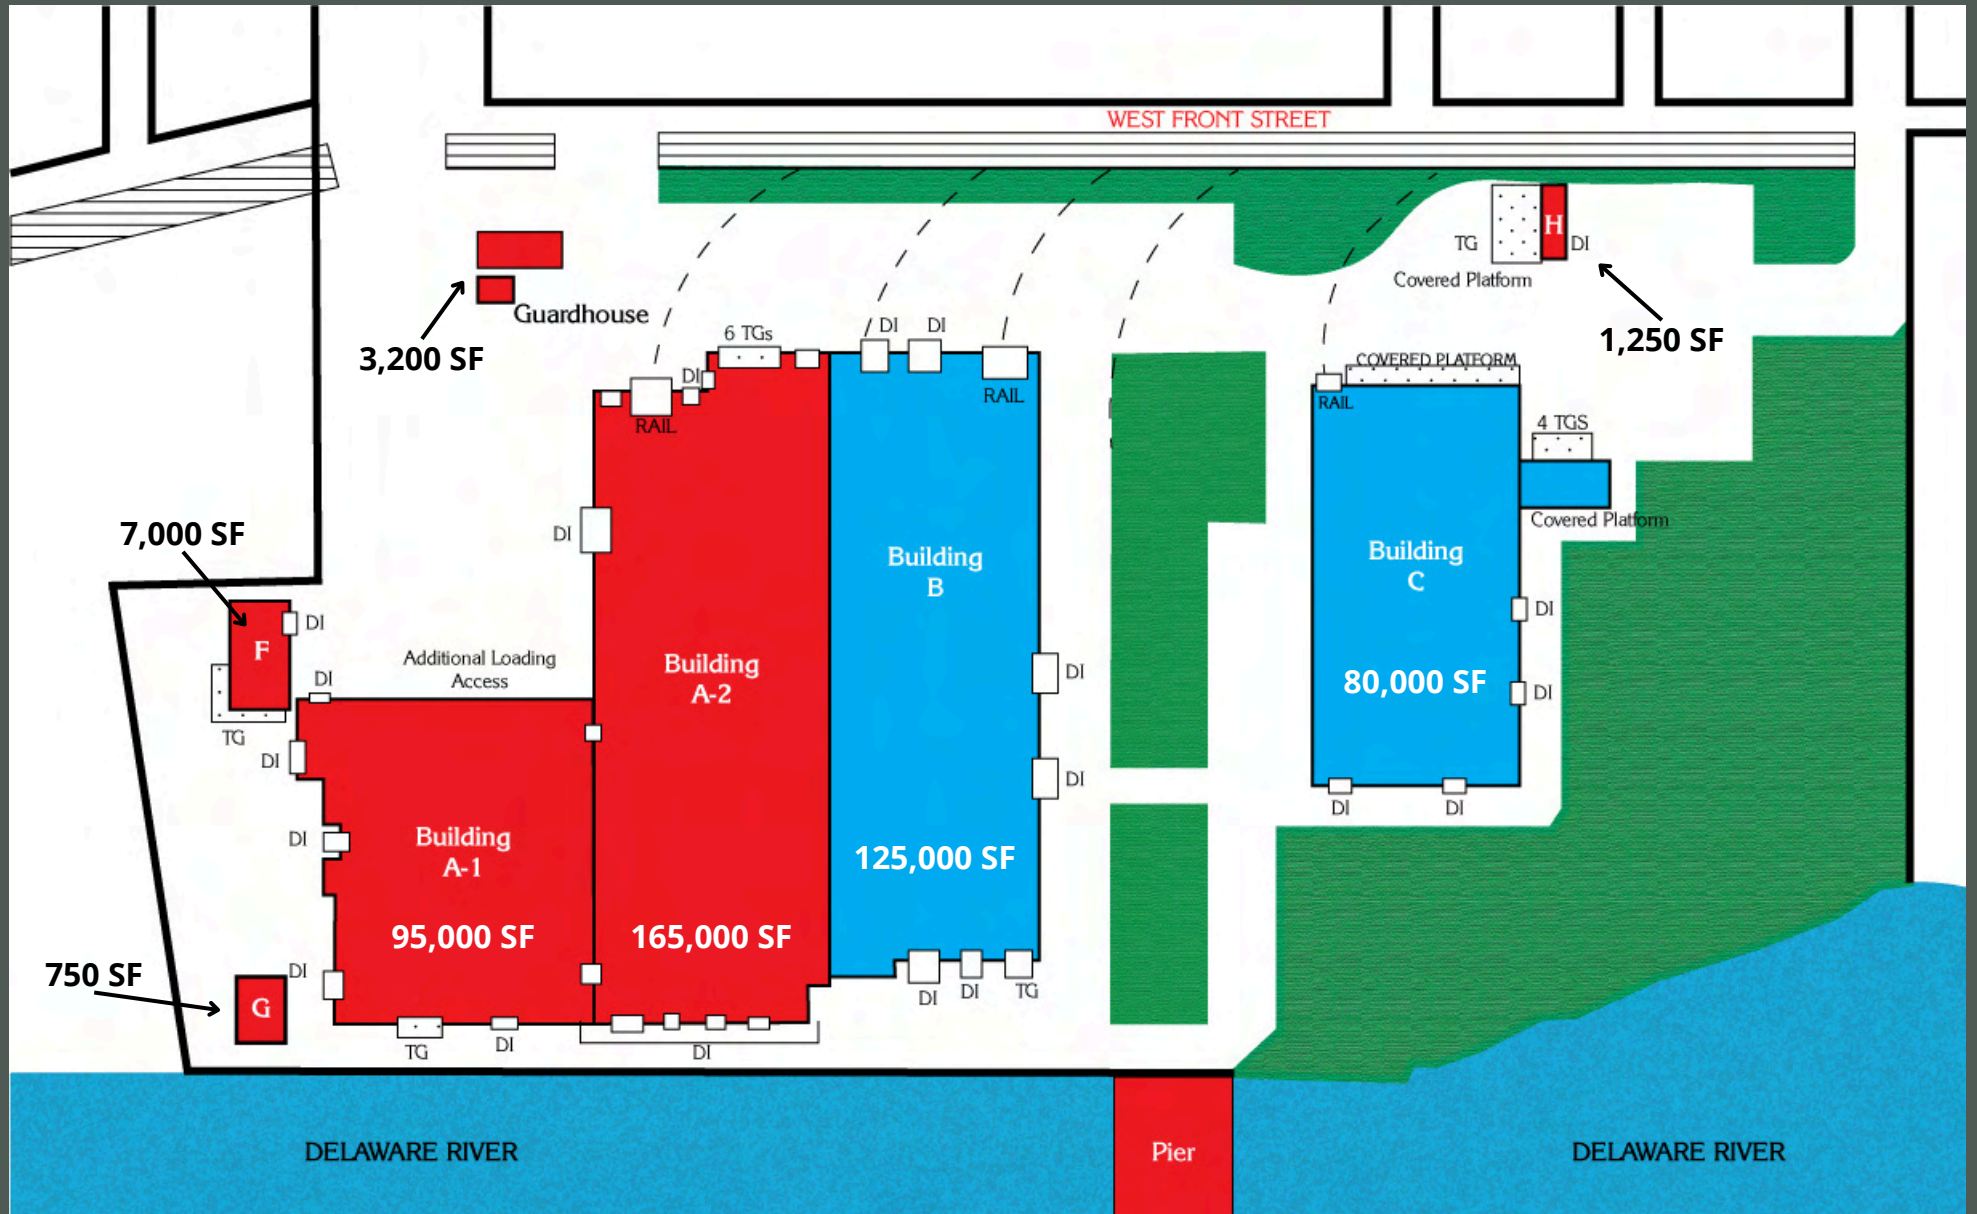 WEST FRONT STREET
H
TG
DI
Covered Platform
1,250 SF
Guardhouse
3,200 SF
6 TGs
DI
DI
DI
RAIL
RAIL
COVERED PLATFORM
RAIL
4 TGS
Covered Platform
7,000 SF
DI
F
TG
DI
DI
Additional Loading
Access
DI
Building
A-2
165,000 SF
Building
B
125,000 SF
DI
DI
Building
C
80,000 SF
DI
DI
DI
DI
DI
Building
A-1
95,000 SF
DI
750 SF
G
TG
DI
DI
DI
DI
TG
DELAWARE RIVER
Pier
DELAWARE RIVER